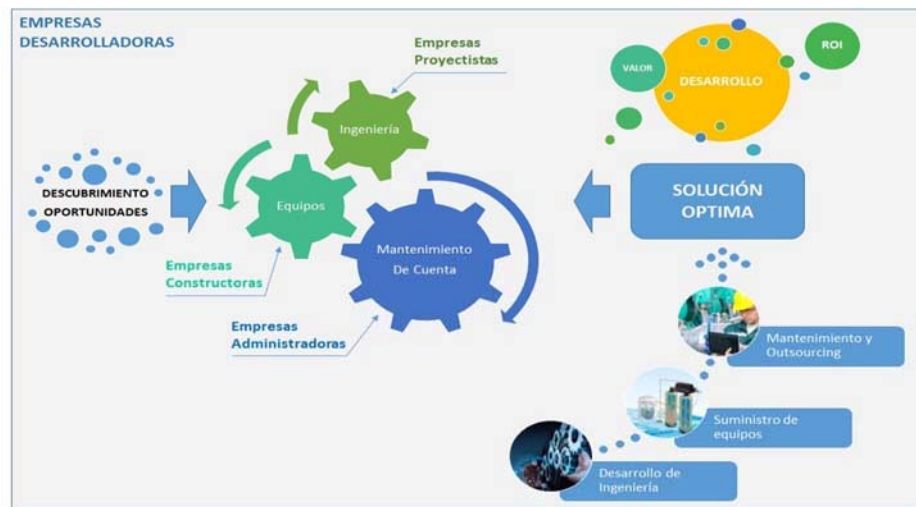 EMPRESAS
DESARROLLADORAS
Empresas
Proyectistas
Ingeniería
DESCUBRIMIENTO
OPORTUNIDADES
Equipos
Mantenimiento
De Cuenta
Empresas
Constructoras
Empresas
Administradoras
VALOR
DESARROLLO
ROI
SOLUCIÓN
OPTIMA
Mantenimiento y
Outsourcing
Suministro de
equipos
Desarrollo de
Ingeniería